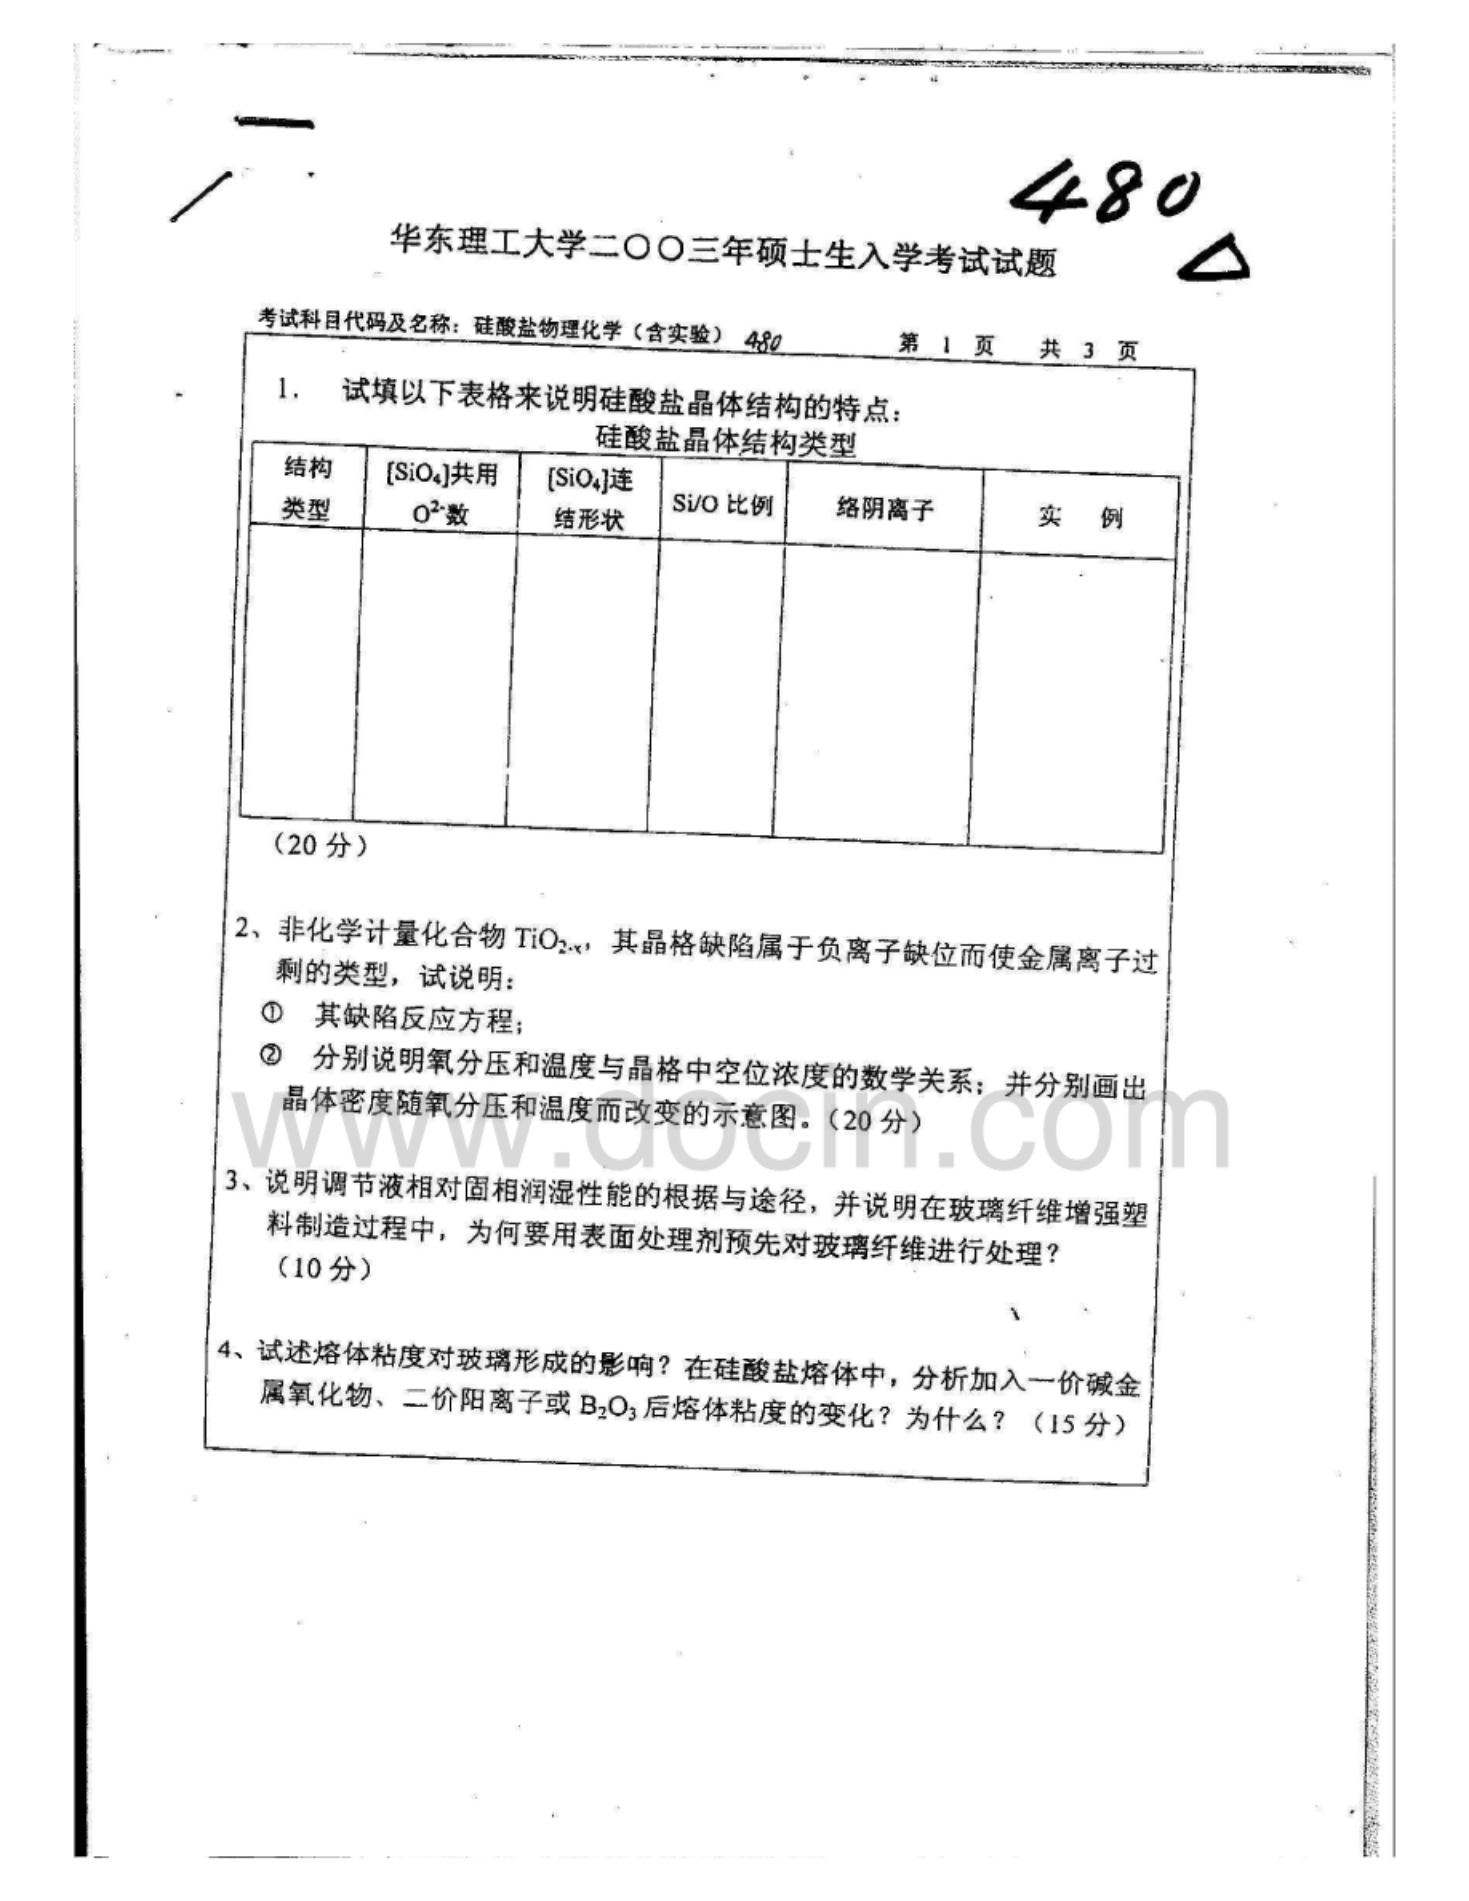 480
华东理工大学二〇〇三年硕士生入学考试试题
考试科目代码及名称：硅酸盐物理化学（含实验） 480 第 1 页 共 3 页
1. 试填以下表格来说明硅酸盐晶体结构的特点：
硅酸盐晶体结构类型
结构类型 [SiO₄]共用O²⁻数 [SiO₄]连结形状 Si/O 比例 络阴离子 实 例
（20 分）
2、非化学计量化合物 TiO₂₋ₓ，其晶格缺陷属于负离子缺位而使金属离子过
剩的类型，试说明：
① 其缺陷反应方程；
② 分别说明氧分压和温度与晶格中空位浓度的数学关系；并分别画出
晶体密度随氧分压和温度而改变的示意图。（20 分）
www.docin.com
3、说明调节液相对固相润湿性能的根据与途径，并说明在玻璃纤维增强塑
料制造过程中，为何要用表面处理剂预先对玻璃纤维进行处理？
（10 分）
4、试述熔体粘度对玻璃形成的影响？在硅酸盐熔体中，分析加入一价碱金
属氧化物、二价阳离子或 B₂O₃ 后熔体粘度的变化？为什么？（15 分）